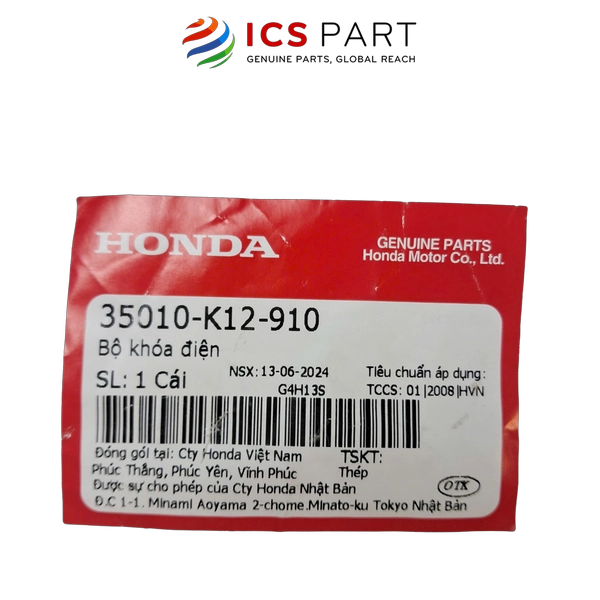 ICS PART
GENUINE PARTS, GLOBAL REACH
HONDA
GENUINE PARTS
Honda Motor Co., Ltd.
35010-K12-910
Bộ khóa điện
SL: 1 Cái
NSX: 13-06-2024
G4H13S
Tiêu chuẩn áp dụng:
TCCS: 01|2008|HVN
Đóng gói tại: Cty Honda Việt Nam
Phúc Thắng, Phúc Yên, Vĩnh Phúc
TSKT:
Thép
Được sự cho phép của Cty Honda Nhật Bản
Đ.C 1-1. Minami Aoyama 2-chome.Minato-ku Tokyo Nhật Bản
OTK